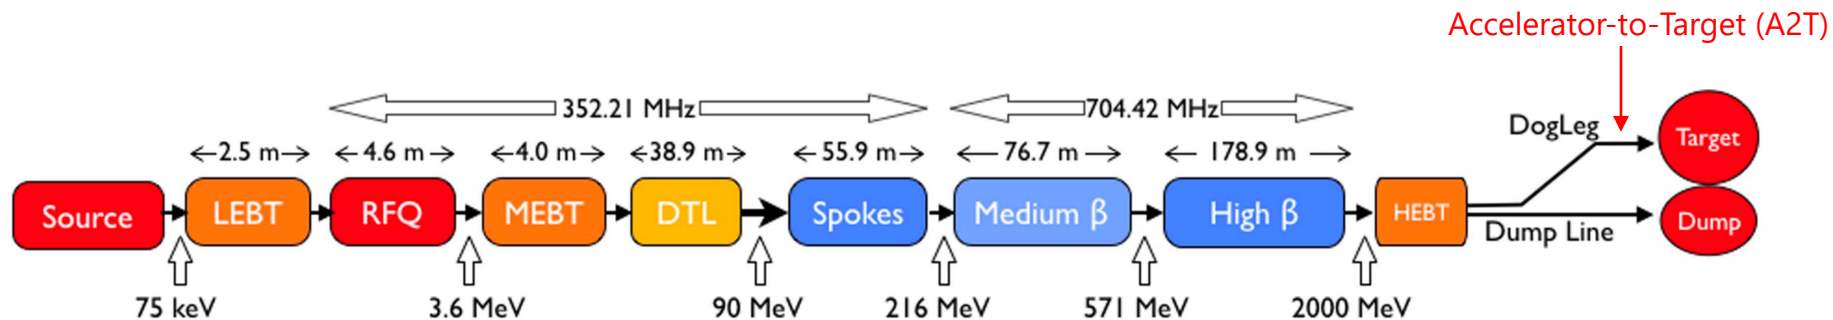 Accelerator-to-Target (A2T)
352.21 MHz
704.42 MHz
2.5 m
4.6 m
4.0 m
38.9 m
55.9 m
76.7 m
178.9 m
DogLeg
Target
Source
LEBT
RFQ
MEBT
DTL
Spokes
Medium β
High β
HEBT
Dump Line
Dump
75 keV
3.6 MeV
90 MeV
216 MeV
571 MeV
2000 MeV